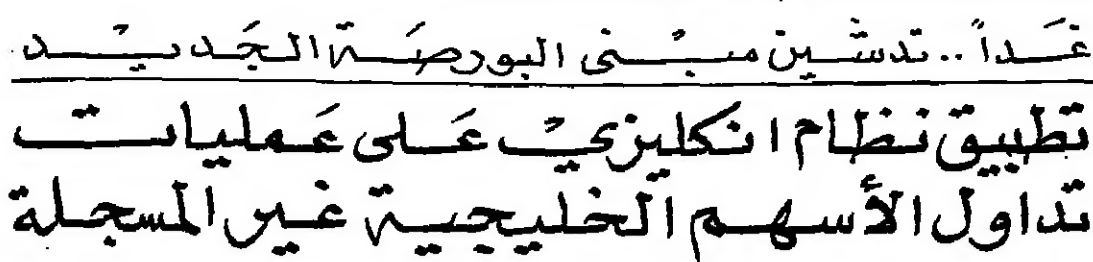 غداً .. تدشين مبنى البورصة الجديد
تطبيق نظام انكليزي على عمليات
تداول الأسهم الخليجية غير المسجلة